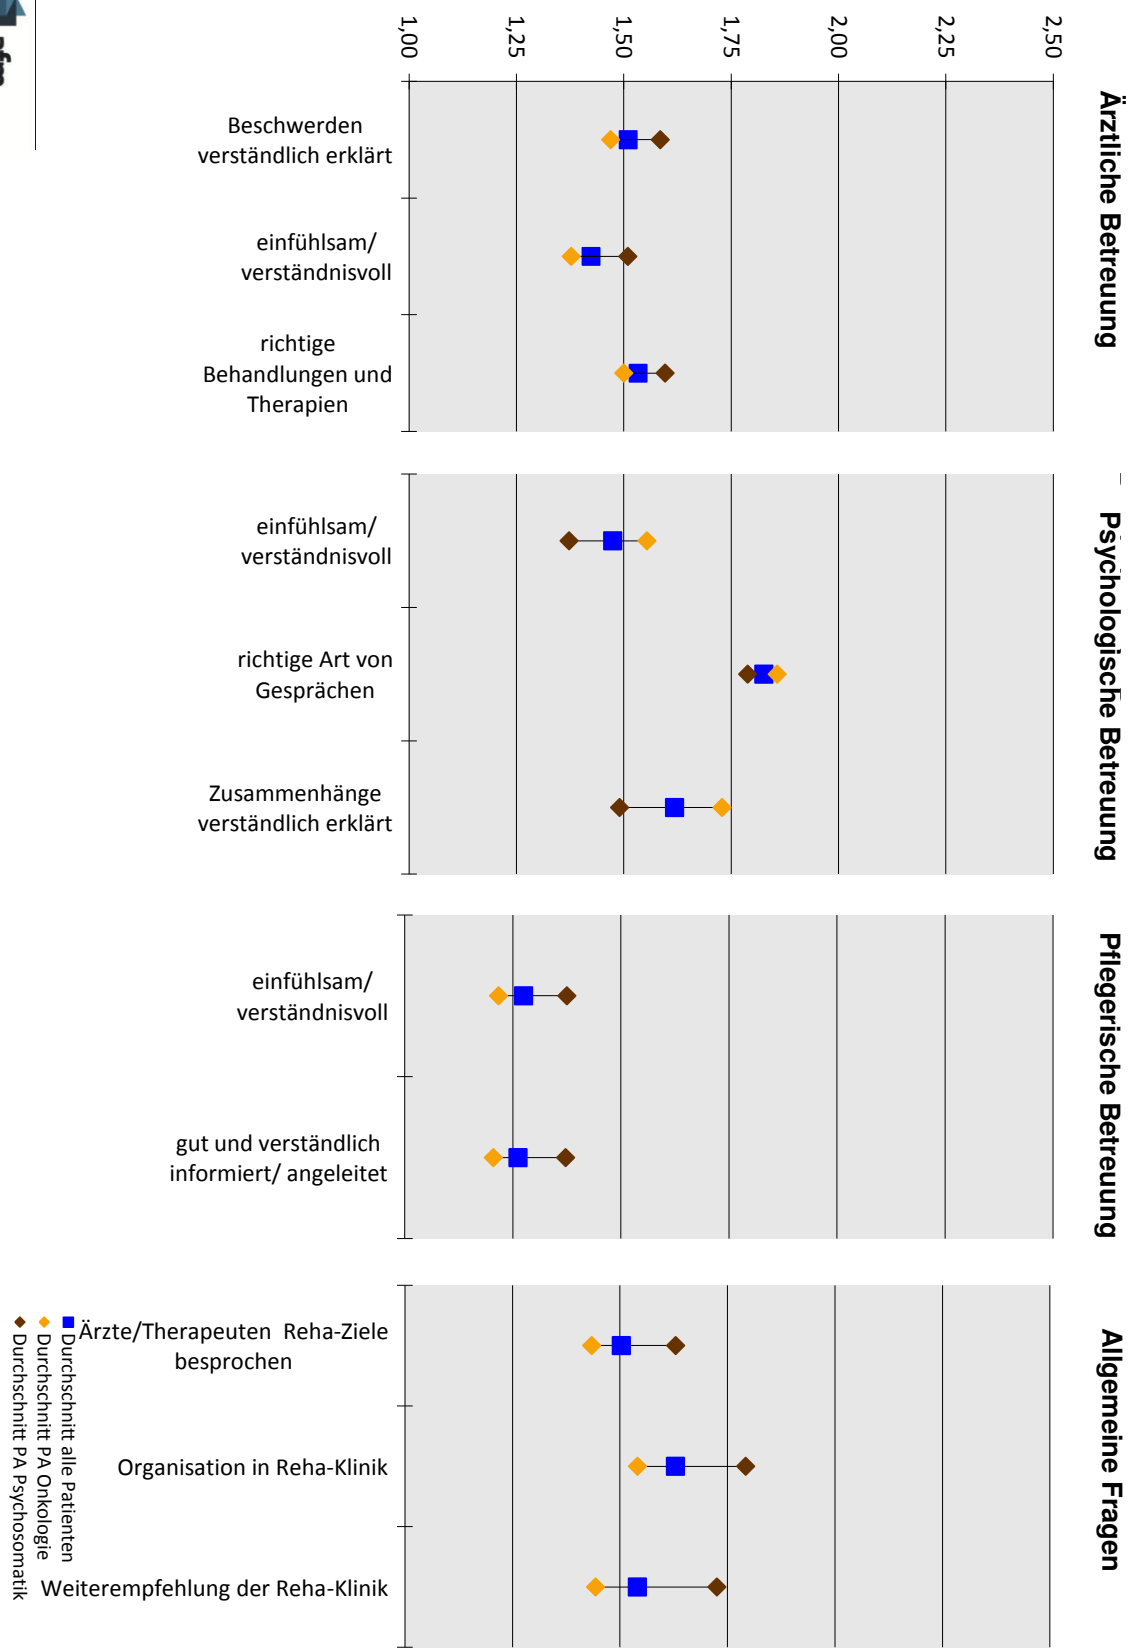 2,50
2,25
2,00
1,75
1,50
1,25
1,00
Ärztliche Betreuung
Beschwerden
verständlich erklärt
einfühlsam/
verständnisvoll
richtige
Behandlungen und
Therapien
Psychologische Betreuung
einfühlsam/
verständnisvoll
richtige Art von
Gesprächen
Zusammenhänge
verständlich erklärt
Pflegerische Betreuung
einfühlsam/
verständnisvoll
gut und verständlich
informiert/ angeleitet
Allgemeine Fragen
Ärzte/Therapeuten Reha-Ziele
besprochen
Organisation in Reha-Klinik
Weiterempfehlung der Reha-Klinik
Durchschnitt alle Patienten
Durchschnitt PA Onkologie
Durchschnitt PA Psychosomatik